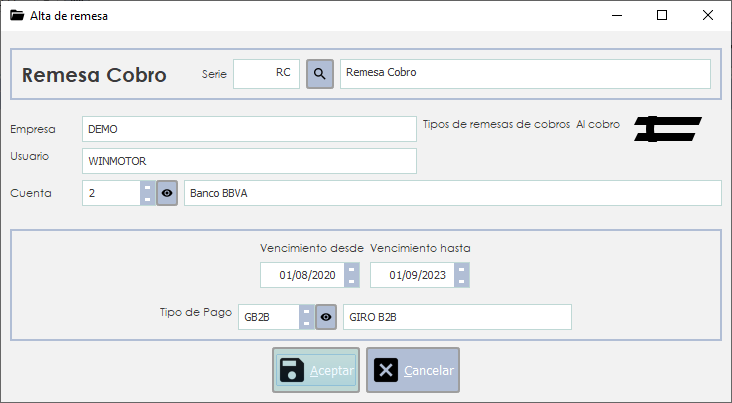 Alta de remesa
Remesa Cobro Serie RC Remesa Cobro
Empresa DEMO Tipos de remesas de cobros Al cobro
Usuario WINMOTOR
Cuenta 2 Banco BBVA
Vencimiento desde Vencimiento hasta
01/08/2020 01/09/2023
Tipo de Pago GB2B GIRO B2B
Aceptar Cancelar